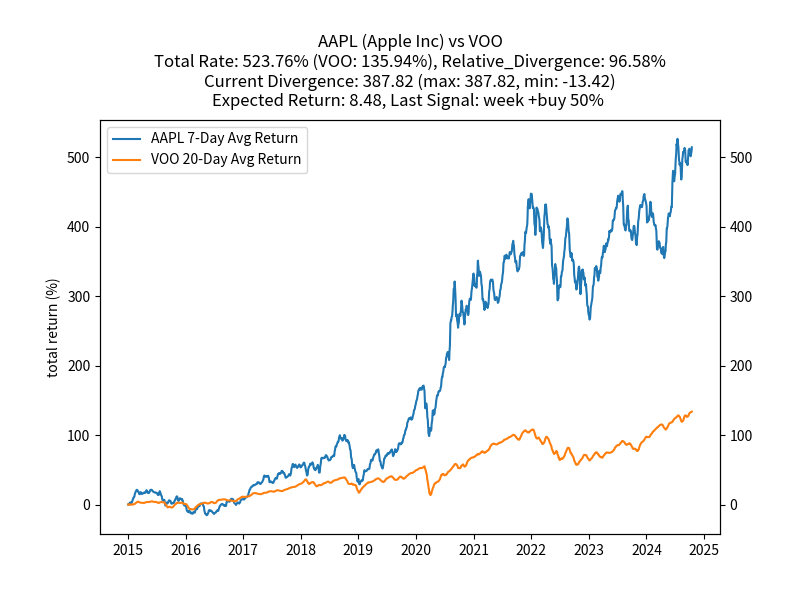 AAPL (Apple Inc) vs VOO
Total Rate: 523.76% (VOO: 135.94%), Relative_Divergence: 96.58%
Current Divergence: 387.82 (max: 387.82, min: -13.42)
Expected Return: 8.48, Last Signal: week +buy 50%
AAPL 7-Day Avg Return
VOO 20-Day Avg Return
total return (%)
500 500
400 400
300 300
200 200
100 100
0 0
2015 2016 2017 2018 2019 2020 2021 2022 2023 2024 2025